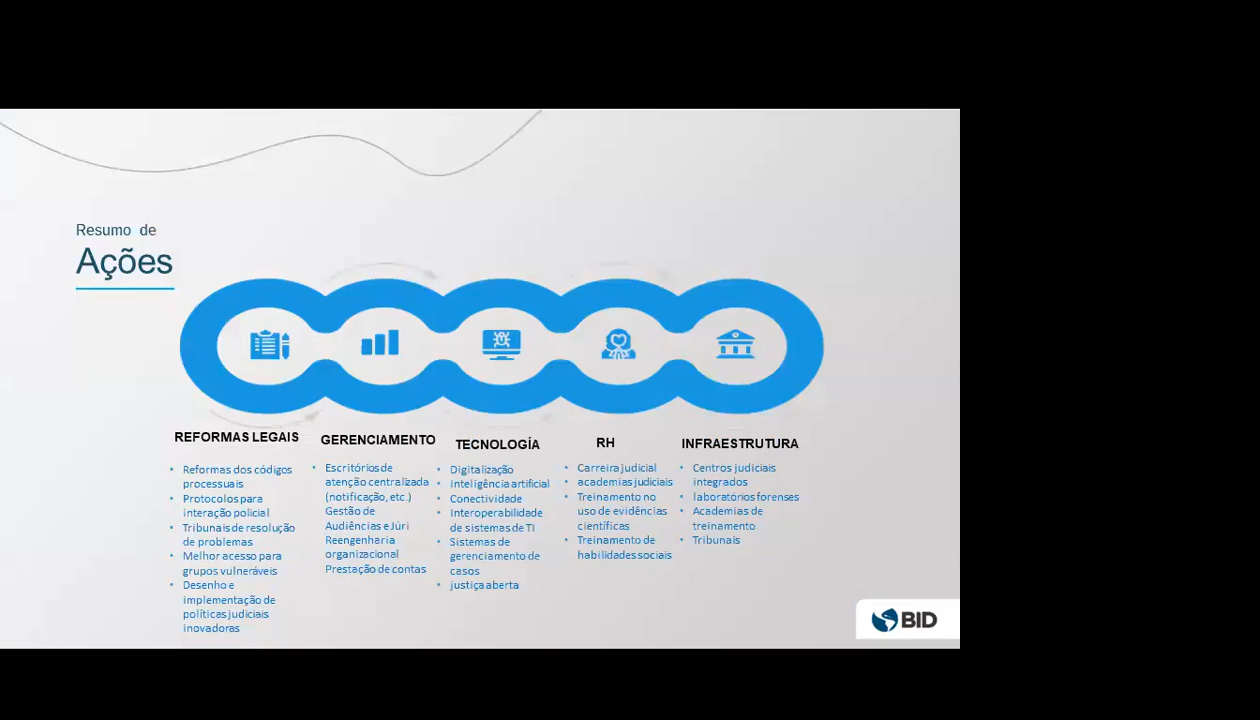 Resumo de
Ações
REFORMAS LEGAIS
• Reformas dos códigos
processuais
• Protocolos para
interação policial
• Tribunais de resolução
de problemas
• Melhor acesso para
grupos vulneráveis
• Desenho e
implementação de
políticas judiciais
inovadoras
GERENCIAMENTO
• Escritórios de
atenção centralizada
(notificação, etc.)
Gestão de
Audiências e Júri
Reengenharia
organizacional
Prestação de contas
TECNOLOGÍA
• Digitalização
• Inteligência artificial
• Conectividade
• Interoperabilidade
de sistemas de TI
• Sistemas de
gerenciamento de
casos
• justiça aberta
RH
• Carreira judicial
• academias judiciais
• Treinamento no
uso de evidências
científicas
• Treinamento de
habilidades sociais
INFRAESTRUTURA
• Centros judiciais
integrados
• laboratórios forenses
• Academias de
treinamento
• Tribunais
BID